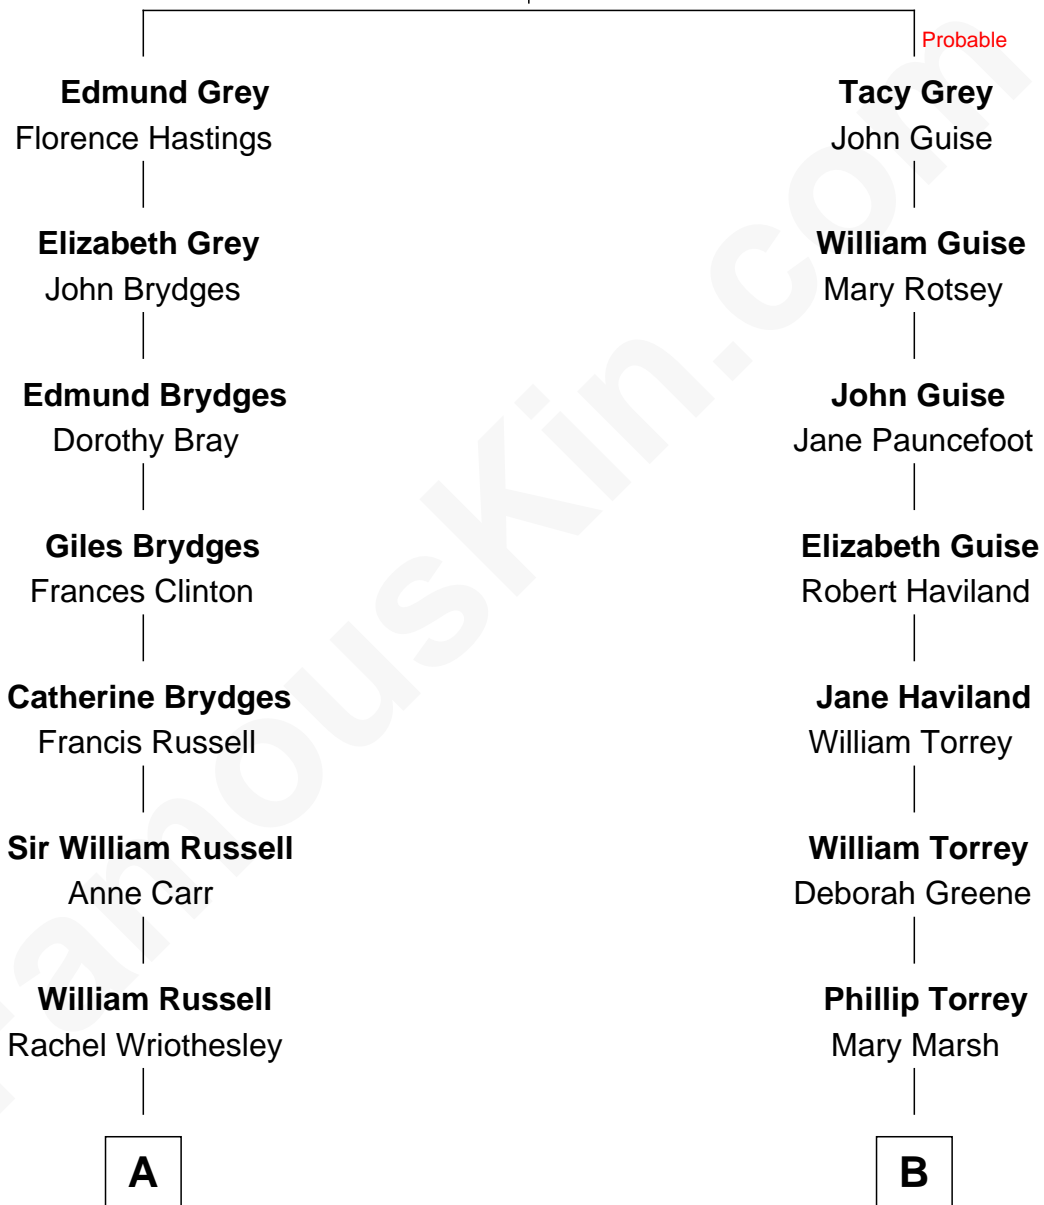 Probable
Edmund Grey
Florence Hastings
Elizabeth Grey
John Brydges
Edmund Brydges
Dorothy Bray
Giles Brydges
Frances Clinton
Catherine Brydges
Francis Russell
Sir William Russell
Anne Carr
William Russell
Rachel Wriothesley
A
Tacy Grey
John Guise
William Guise
Mary Rotsey
John Guise
Jane Pauncefoot
Elizabeth Guise
Robert Haviland
Jane Haviland
William Torrey
William Torrey
Deborah Greene
Phillip Torrey
Mary Marsh
B
FamousKin.com